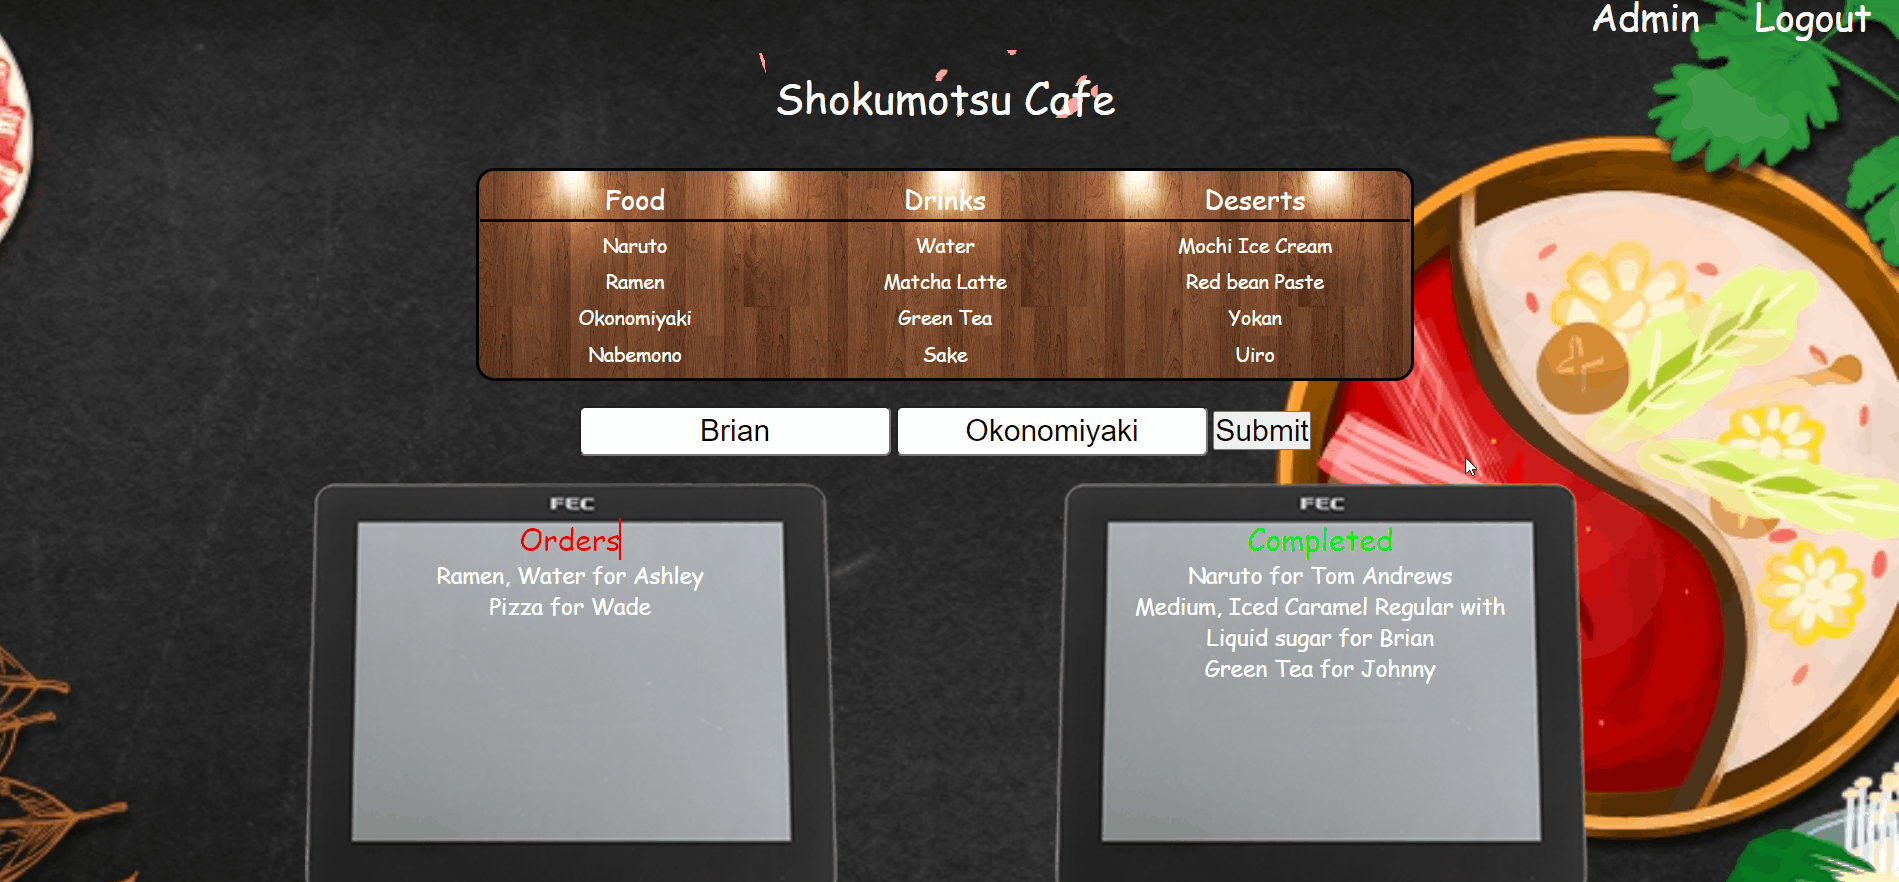 Admin Logout
Shokumotsu Cafe
Food Drinks Deserts
Naruto Water Mochi Ice Cream
Ramen Matcha Latte Red bean Paste
Okonomiyaki Green Tea Yokan
Nabemono Sake Uiro
Brian Okonomiyaki Submit
FEC
Orders
Ramen, Water for Ashley
Pizza for Wade
FEC
Completed
Naruto for Tom Andrews
Medium, Iced Caramel Regular with
Liquid sugar for Brian
Green Tea for Johnny